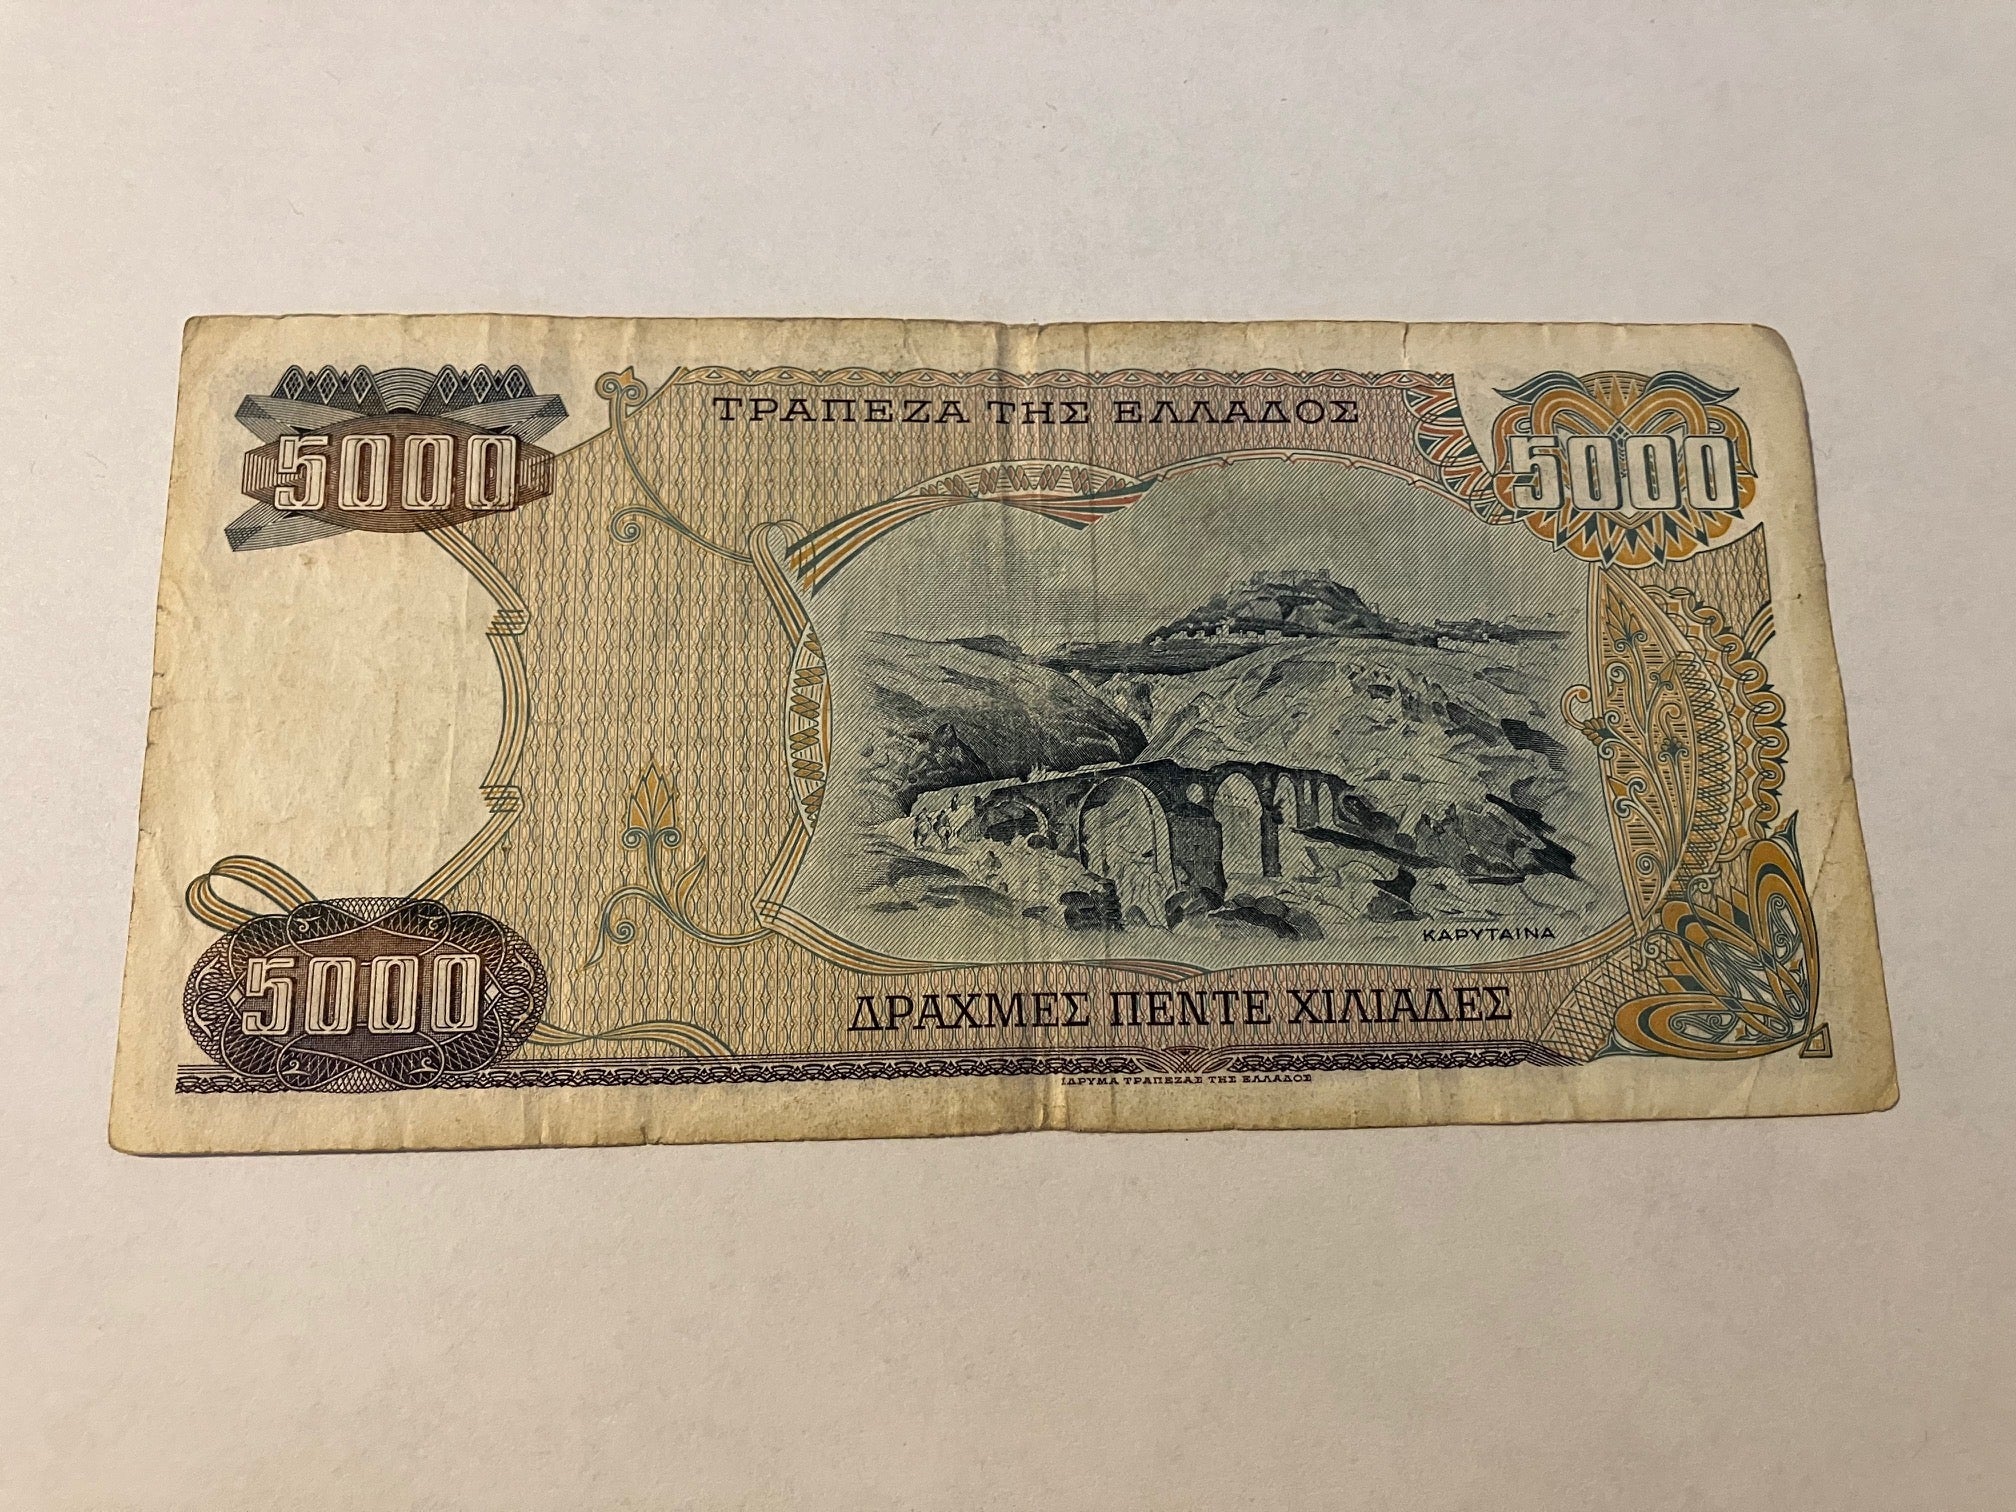 5000
ΤΡΑΠΕΖΑ ΤΗΣ ΕΛΛΑΔΟΣ
5000
ΚΑΡΥΤΑΙΝΑ
5000
ΔΡΑΧΜΕΣ ΠΕΝΤΕ ΧΙΛΙΑΔΕΣ
ΙΔΡΥΜΑ ΤΡΑΠΕΖΑΣ ΤΗΣ ΕΛΛΑΔΟΣ